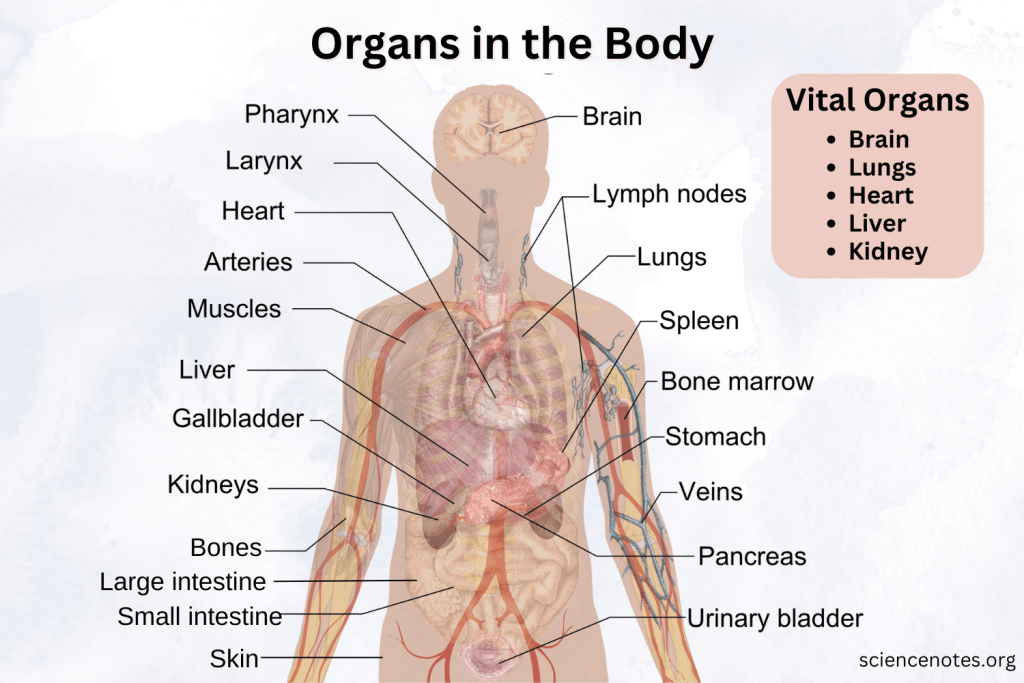 Organs in the Body
Pharynx
Larynx
Heart
Arteries
Muscles
Liver
Gallbladder
Kidneys
Bones
Large intestine
Small intestine
Skin
Brain
Lymph nodes
Lungs
Spleen
Bone marrow
Stomach
Veins
Pancreas
Urinary bladder
Vital Organs
• Brain
• Lungs
• Heart
• Liver
• Kidney
sciencenotes.org